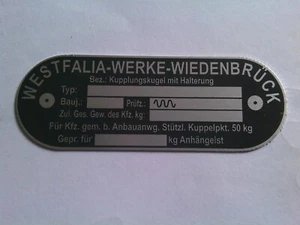 WESTFALIA-WERKE-WIEDENBRÜCK
Bez.: Kupplungskugel mit Halterung
Typ:
Bauj.: Prüfz.:
Zul. Ges. Gew. des Kfz. kg
Für Kfz. gem. b. Anbauanwg. Stützl. Kuppelpkt. 50 kg
Gepr. für kg Anhängelst